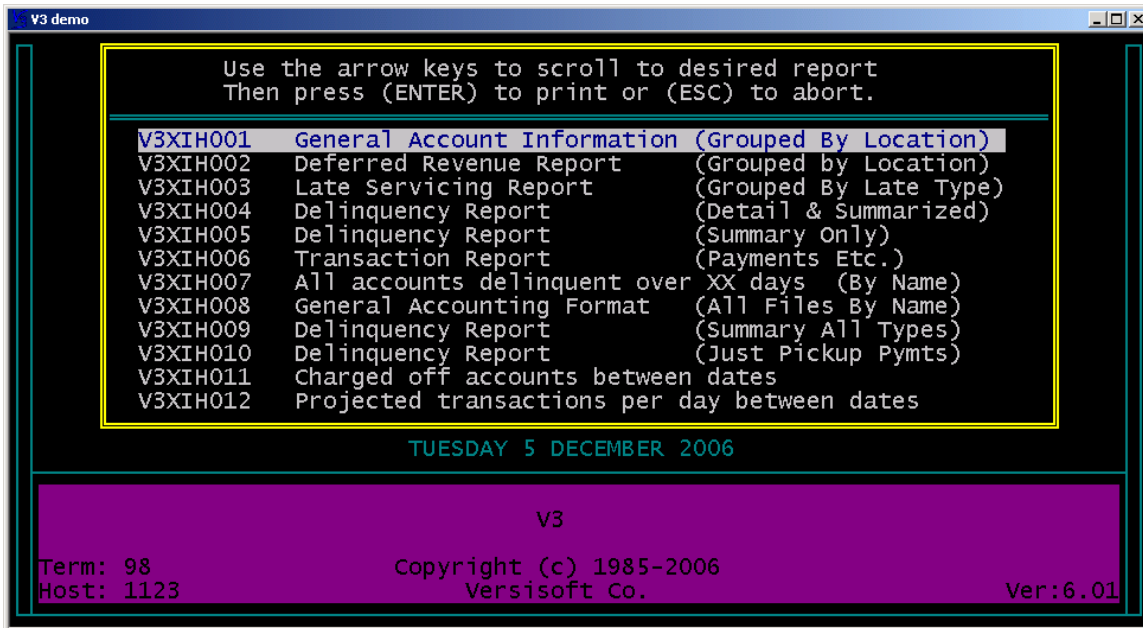 V3 demo
Use the arrow keys to scroll to desired report
Then press (ENTER) to print or (ESC) to abort.
V3XIH001 General Account Information (Grouped By Location)
V3XIH002 Deferred Revenue Report (Grouped by Location)
V3XIH003 Late Servicing Report (Grouped By Late Type)
V3XIH004 Delinquency Report (Detail & Summarized)
V3XIH005 Delinquency Report (Summary Only)
V3XIH006 Transaction Report (Payments Etc.)
V3XIH007 All accounts delinquent over XX days (By Name)
V3XIH008 General Accounting Format (All Files By Name)
V3XIH009 Delinquency Report (Summary All Types)
V3XIH010 Delinquency Report (Just Pickup Pymts)
V3XIH011 Charged off accounts between dates
V3XIH012 Projected transactions per day between dates
TUESDAY 5 DECEMBER 2006
V3
Term: 98 Copyright (c) 1985-2006
Host: 1123 Versisoft Co. Ver:6.01